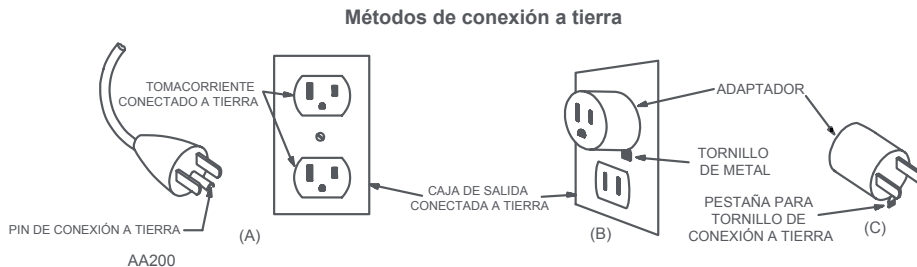 Métodos de conexión a tierra
TOMACORRIENTE
CONECTADO A TIERRA
ADAPTADOR
TORNILLO
DE METAL
CAJA DE SALIDA
CONECTADA A TIERRA
PESTAÑA PARA
TORNILLO DE
CONEXIÓN A TIERRA
PIN DE CONEXIÓN A TIERRA
(A)
(B)
(C)
AA200